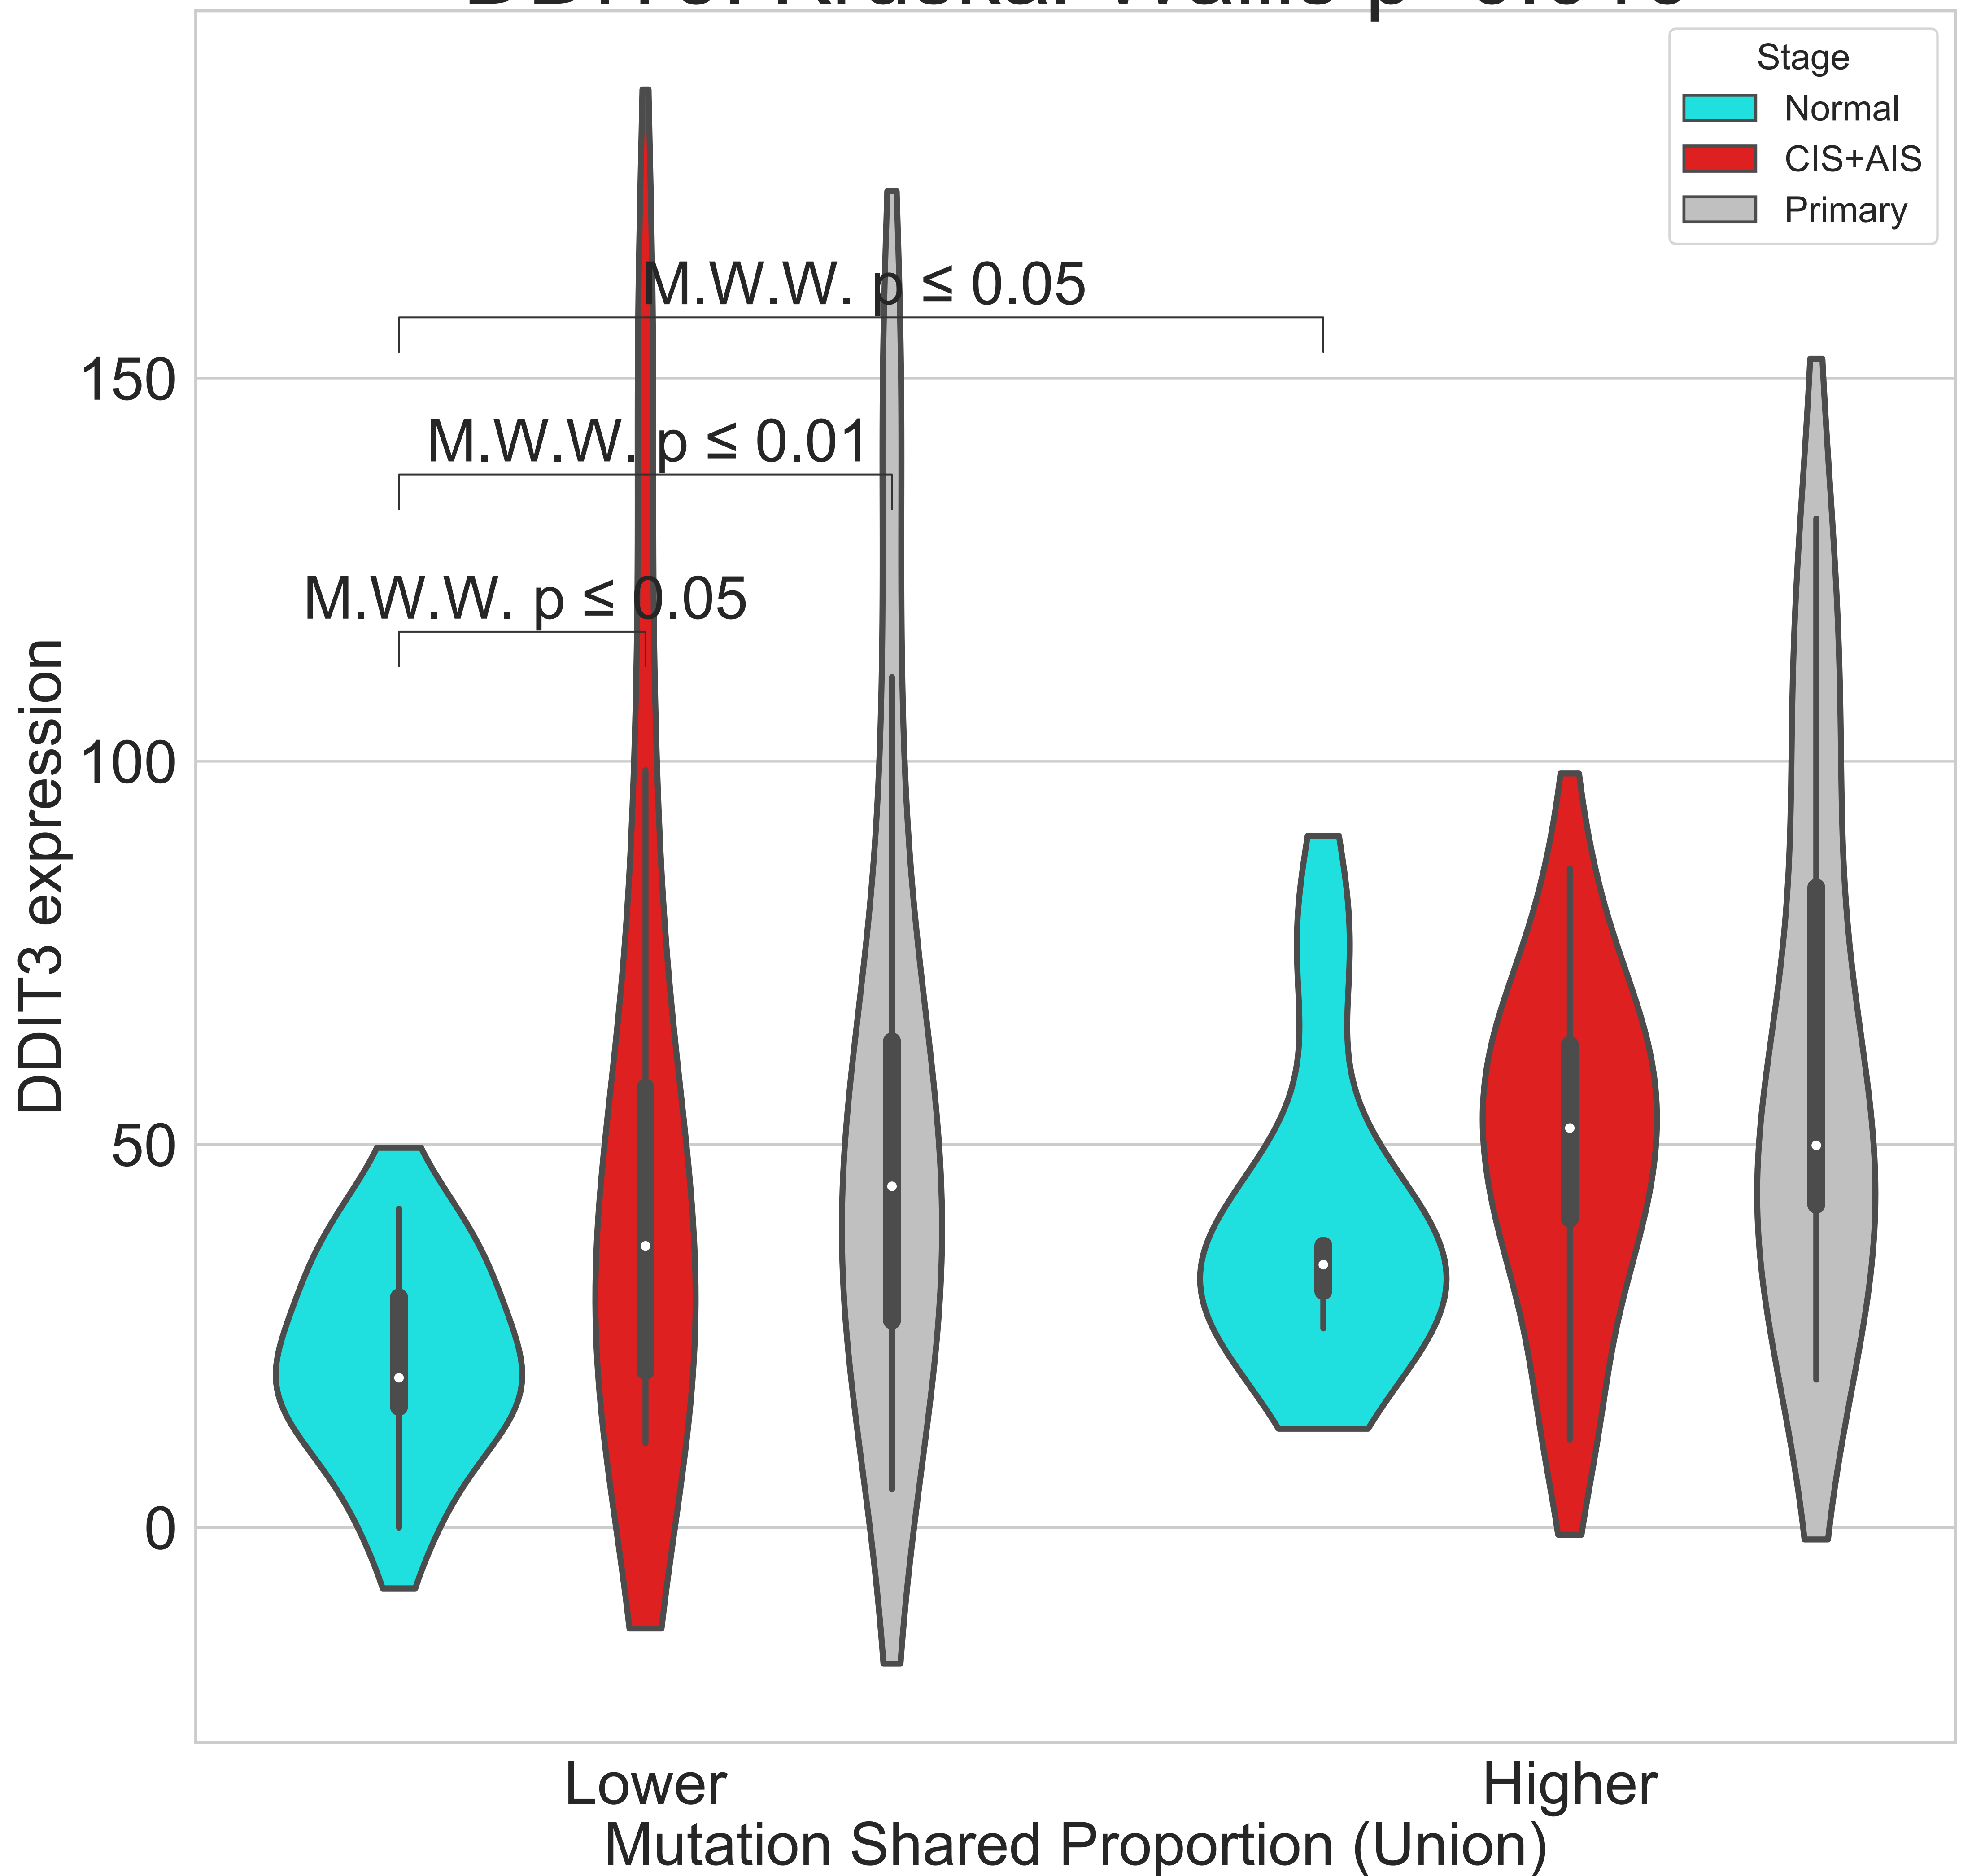 Stage
Normal
CIS+AIS
Primary
M.W.W. p ≤ 0.05
M.W.W. p ≤ 0.01
M.W.W. p ≤ 0.05
150
100
50
0
DDIT3 expression
Lower
Higher
Mutation Shared Proportion (Union)